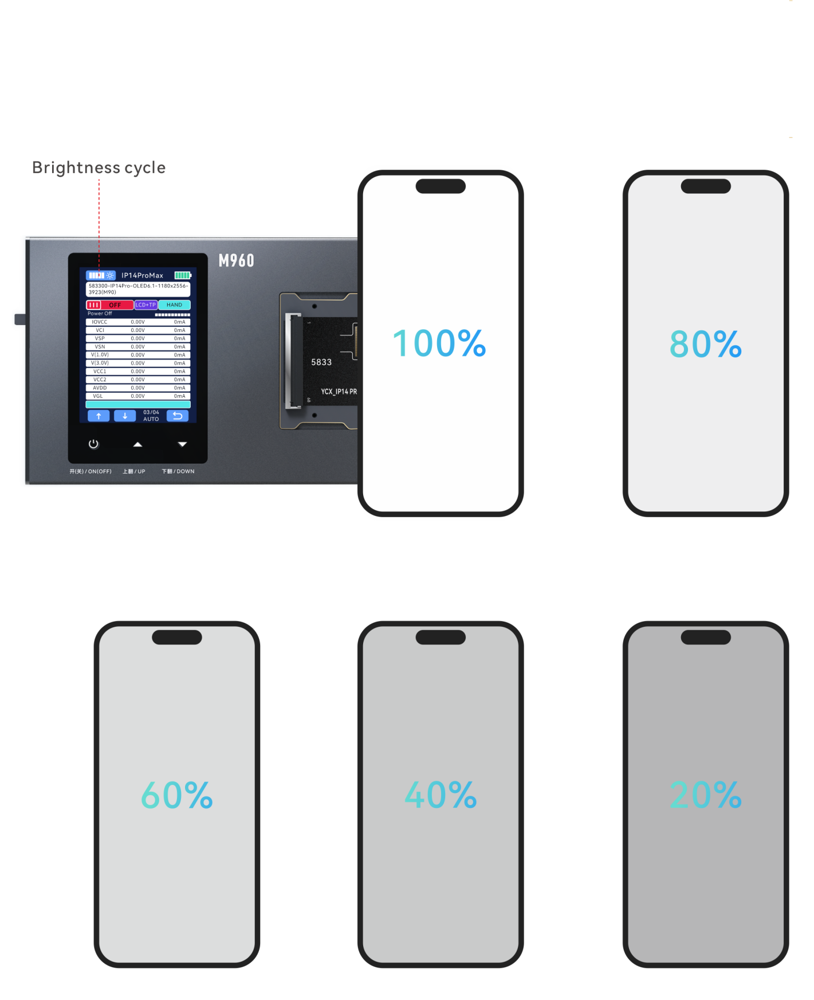 Brightness cycle
M960
IP14ProMax
583300-IP14Pro-OLED6.1-1180x2556-
3923(M90)
OFF LCD+TP HAND
Power Off
IOVCC 0.00V 0mA
VCI 0.00V 0mA
VSP 0.00V 0mA
VSN 0.00V 0mA
V(1.0V) 0.00V 0mA
V(3.0V) 0.00V 0mA
VCC1 0.00V 0mA
VCC2 0.00V 0mA
AVDD 0.00V 0mA
VGL 0.00V 0mA
03/04
AUTO
开(关)/ON(OFF) 上翻/UP 下翻/DOWN
1
5833
YCX_IP14 PR
68
100%
80%
60%
40%
20%